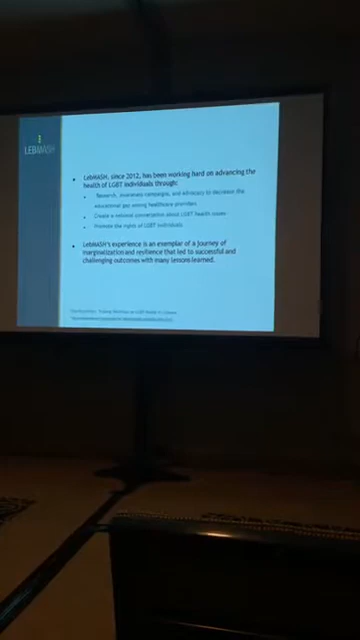 LEBMASH
LebMASH, since 2012, has been working hard on advancing the
health of LGBT individuals through:
Research, awareness campaigns, and advocacy to decrease the
educational gap among healthcare providers
Create a national conversation about LGBT health issues
Promote the rights of LGBT individuals
LebMASH's experience is an exemplar of a journey of
marginalization and resilience that led to successful and
challenging outcomes with many lessons learned.